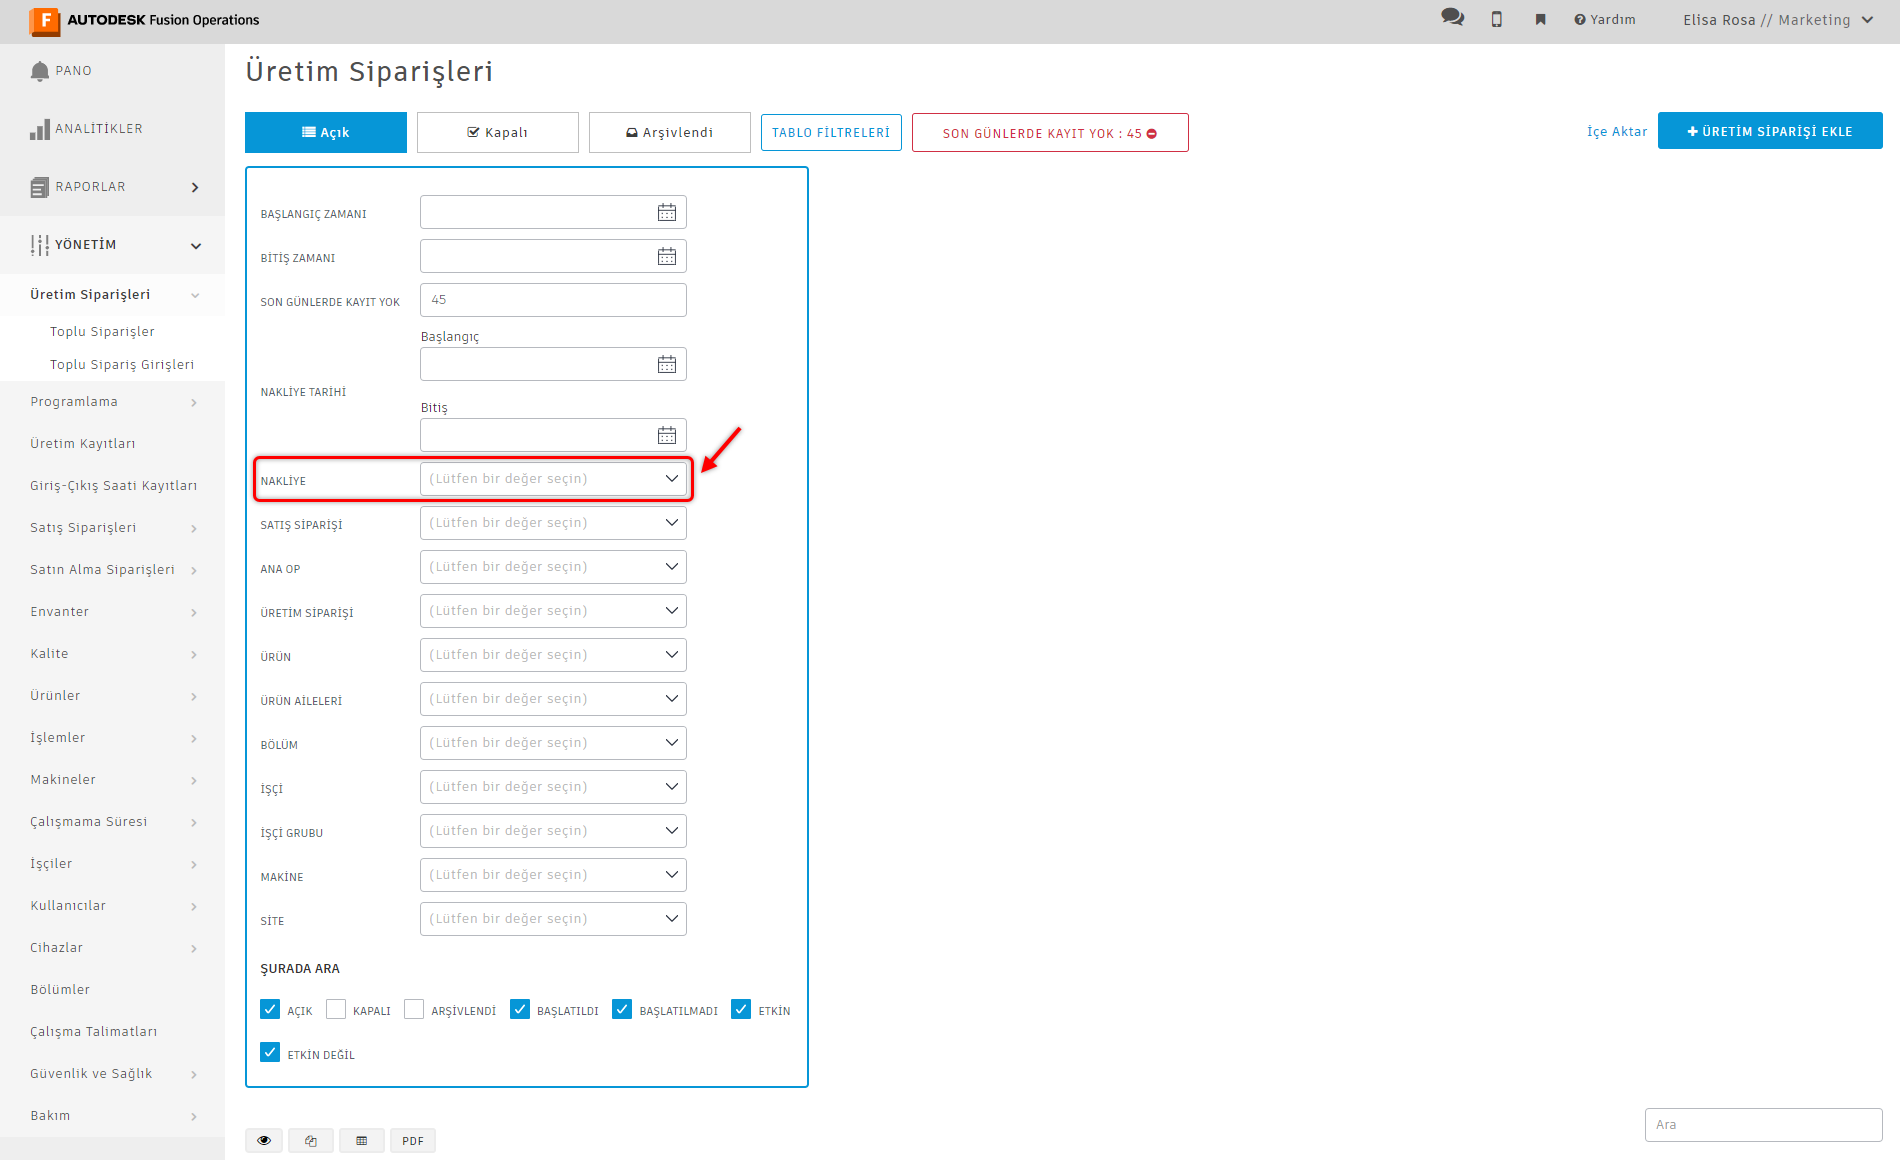 AUTODESK Fusion Operations
Yardım
Elisa Rosa // Marketing
PANO
ANALİTİKLER
RAPORLAR
YÖNETİM
Üretim Siparişleri
Toplu Siparişler
Toplu Sipariş Girişleri
Programlama
Üretim Kayıtları
Giriş-Çıkış Saati Kayıtları
Satış Siparişleri
Satın Alma Siparişleri
Envanter
Kalite
Ürünler
İşlemler
Makineler
Çalışmama Süresi
İşçiler
Kullanıcılar
Cihazlar
Bölümler
Çalışma Talimatları
Güvenlik ve Sağlık
Bakım
Üretim Siparişleri
Açık
Kapalı
Arşivlendi
TABLO FİLTRELERİ
SON GÜNLERDE KAYIT YOK : 45
İçe Aktar
ÜRETİM SİPARİŞİ EKLE
BAŞLANGIÇ ZAMANI
BİTİŞ ZAMANI
SON GÜNLERDE KAYIT YOK 45
Başlangıç
NAKLİYE TARİHİ
Bitiş
NAKLİYE (Lütfen bir değer seçin)
SATIŞ SİPARİŞİ (Lütfen bir değer seçin)
ANA OP (Lütfen bir değer seçin)
ÜRETİM SİPARİŞİ (Lütfen bir değer seçin)
ÜRÜN (Lütfen bir değer seçin)
ÜRÜN AİLELERİ (Lütfen bir değer seçin)
BÖLÜM (Lütfen bir değer seçin)
İŞÇİ (Lütfen bir değer seçin)
İŞÇİ GRUBU (Lütfen bir değer seçin)
MAKİNE (Lütfen bir değer seçin)
SİTE (Lütfen bir değer seçin)
ŞURADA ARA
AÇIK KAPALI ARŞİVLENDİ BAŞLATILDI BAŞLATILMADI ETKİN
ETKİN DEĞİL
PDF
Ara